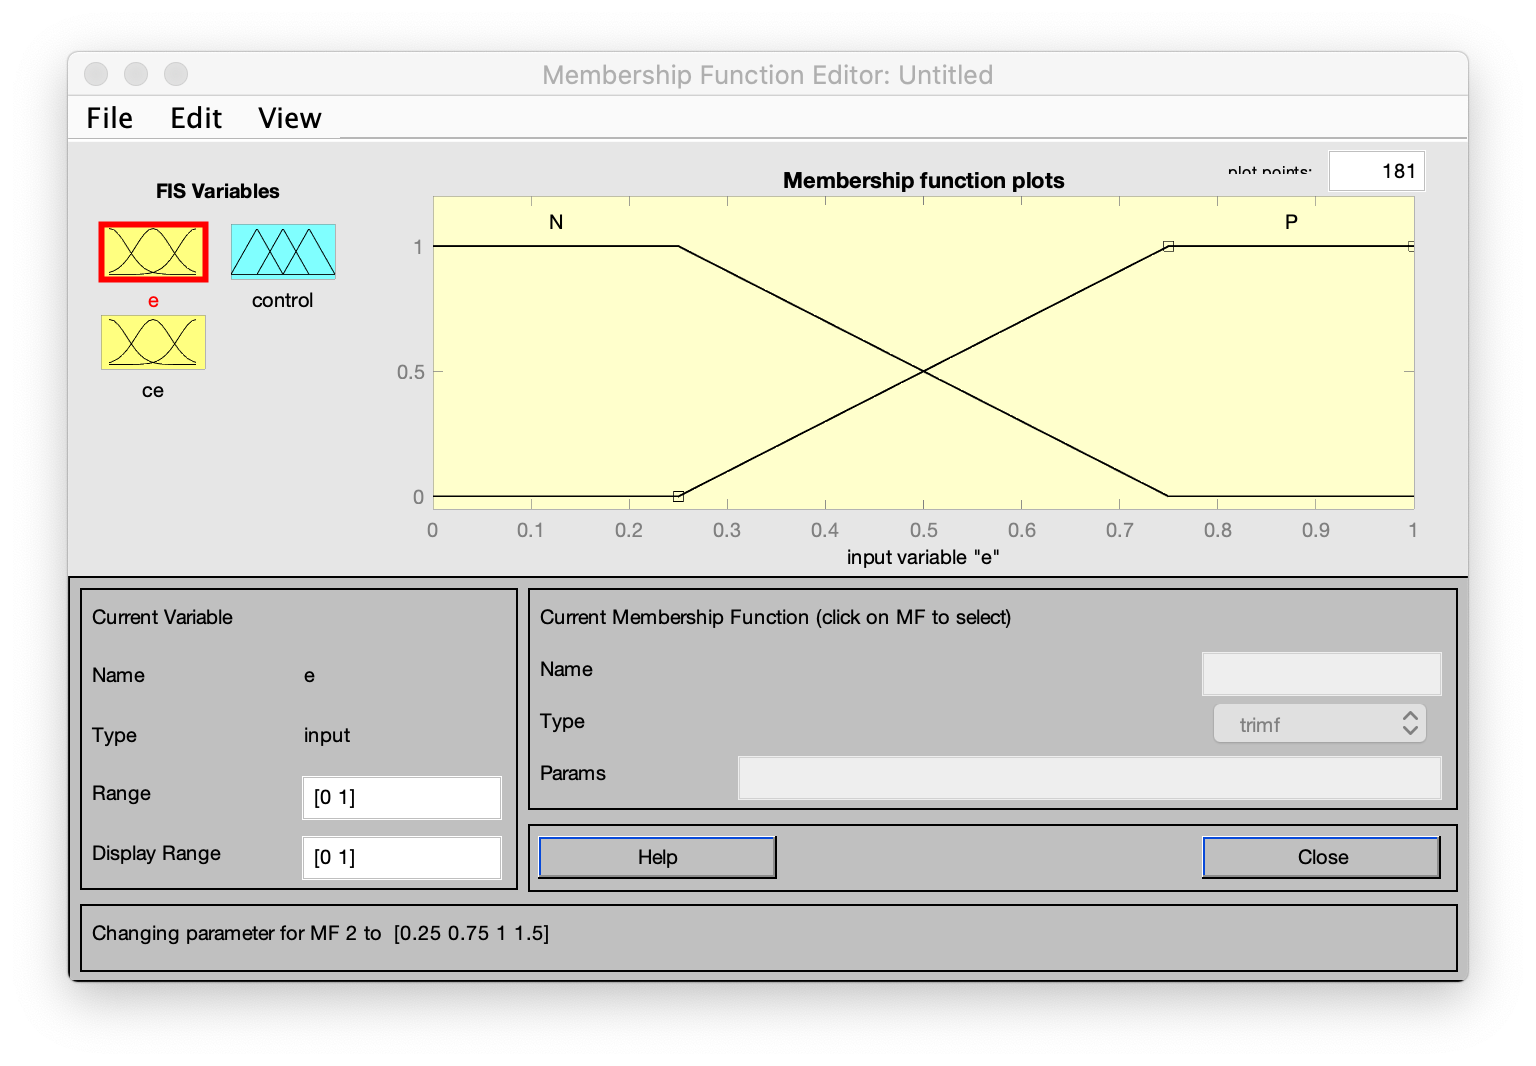 Membership Function Editor: Untitled
File Edit View
FIS Variables
e
control
ce
Membership function plots
plot points:
181
N
P
1
0.5
0
0 0.1 0.2 0.3 0.4 0.5 0.6 0.7 0.8 0.9 1
input variable "e"
Current Variable
Name e
Type input
Range [0 1]
Display Range [0 1]
Current Membership Function (click on MF to select)
Name
Type trimf
Params
Help
Close
Changing parameter for MF 2 to [0.25 0.75 1 1.5]